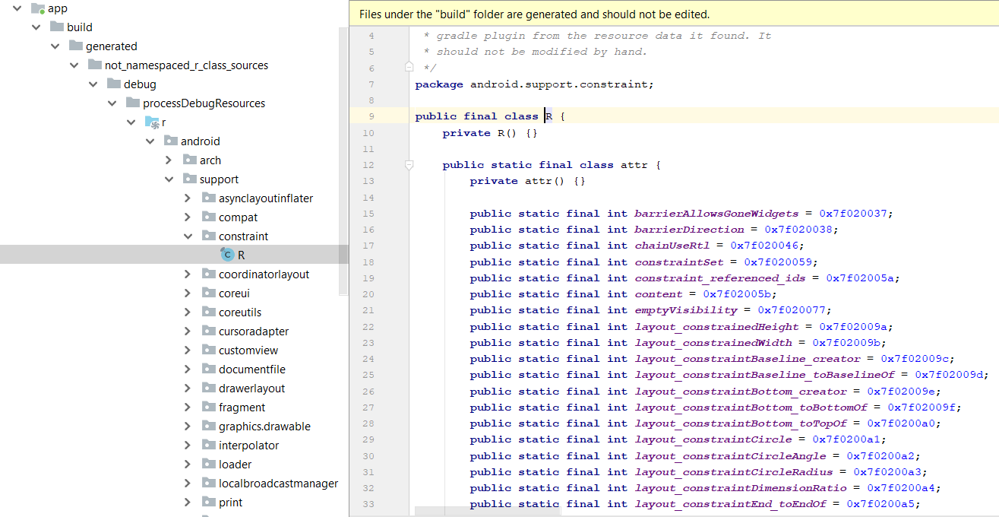 app
build
generated
not_namespaced_r_class_sources
debug
processDebugResources
r
android
arch
support
asynclayoutinflater
compat
constraint
R
coordinatorlayout
coreui
coreutils
cursoradapter
customview
documentfile
drawerlayout
fragment
graphics.drawable
interpolator
loader
localbroadcastmanager
print
Files under the "build" folder are generated and should not be edited.
4 * gradle plugin from the resource data it found. It
5 * should not be modified by hand.
6 */
7 package android.support.constraint;
8
9 public final class R {
10 private R() {}
11
12 public static final class attr {
13 private attr() {}
14
15 public static final int barrierAllowsGoneWidgets = 0x7f020037;
16 public static final int barrierDirection = 0x7f020038;
17 public static final int chainUseRtl = 0x7f020046;
18 public static final int constraintSet = 0x7f020059;
19 public static final int constraint_referenced_ids = 0x7f02005a;
20 public static final int content = 0x7f02005b;
21 public static final int emptyVisibility = 0x7f020077;
22 public static final int layout_constrainedHeight = 0x7f02009a;
23 public static final int layout_constrainedWidth = 0x7f02009b;
24 public static final int layout_constraintBaseline_creator = 0x7f02009c;
25 public static final int layout_constraintBaseline_toBaselineOf = 0x7f02009d;
26 public static final int layout_constraintBottom_creator = 0x7f02009e;
27 public static final int layout_constraintBottom_toBottomOf = 0x7f02009f;
28 public static final int layout_constraintBottom_toTopOf = 0x7f0200a0;
29 public static final int layout_constraintCircle = 0x7f0200a1;
30 public static final int layout_constraintCircleAngle = 0x7f0200a2;
31 public static final int layout_constraintCircleRadius = 0x7f0200a3;
32 public static final int layout_constraintDimensionRatio = 0x7f0200a4;
33 public static final int layout_constraintEnd_toEndOf = 0x7f0200a5;